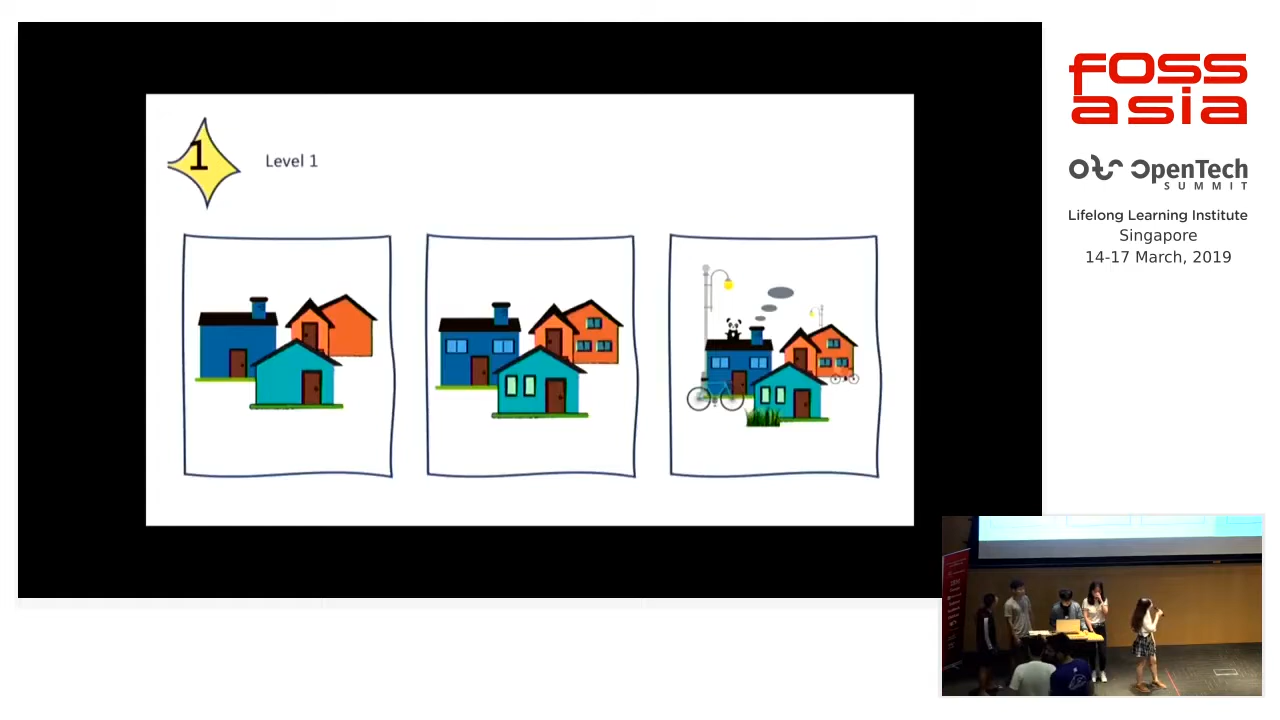 1
Level 1
fOSS
asia
OpenTech
SUMMIT
Lifelong Learning Institute
Singapore
14-17 March, 2019